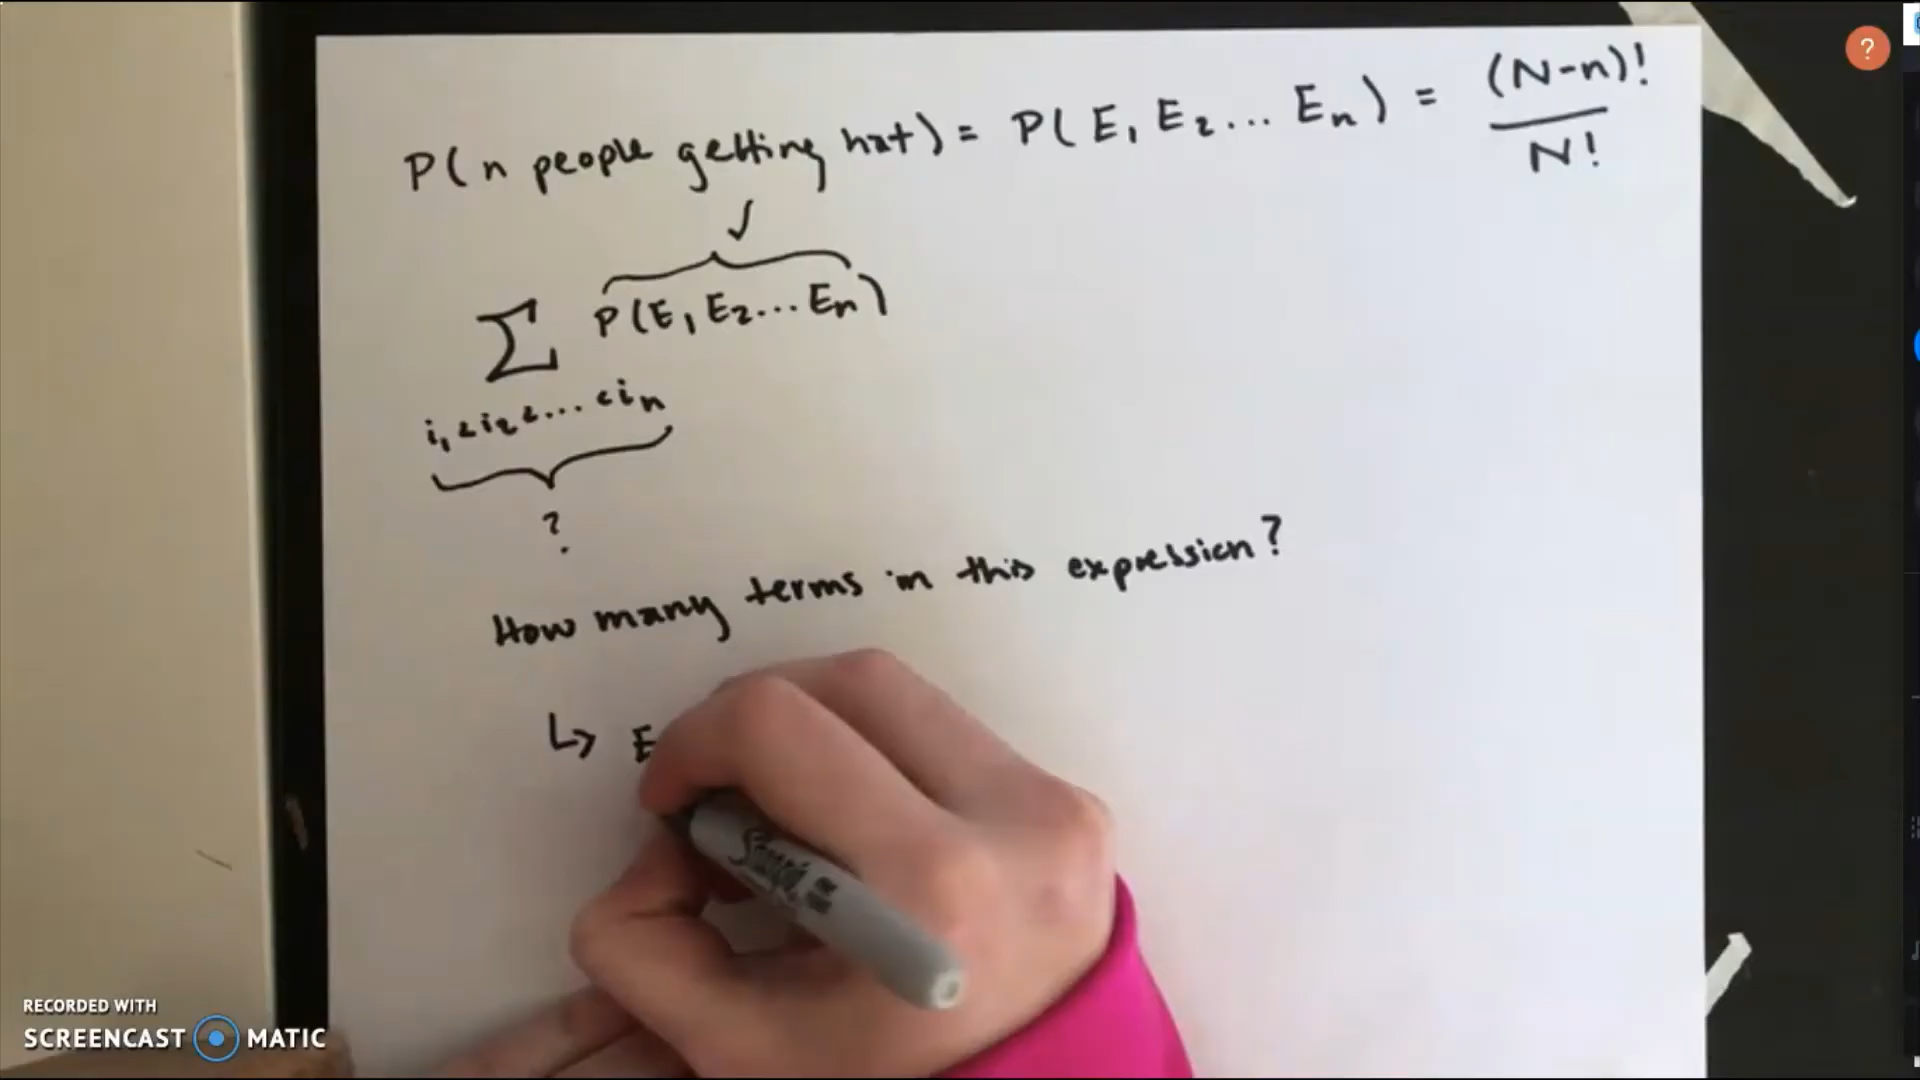 P(n people getting hat) = P(E₁ E₂... Eₙ) = (N-n)! / N!
✓
∑ P(E₁ E₂... Eₙ)
i₁<i₂<...<iₙ
?
How many terms in this expression?
↳ E
Sharpie
?
RECORDED WITH
SCREENCAST MATIC